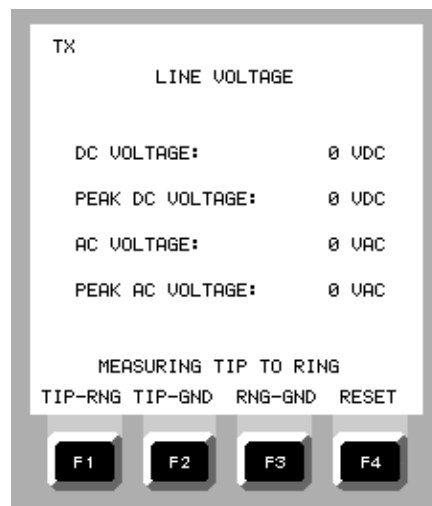 TX
LINE VOLTAGE
DC VOLTAGE: 0 VDC
PEAK DC VOLTAGE: 0 VDC
AC VOLTAGE: 0 VAC
PEAK AC VOLTAGE: 0 VAC
MEASURING TIP TO RING
TIP-RNG TIP-GND RNG-GND RESET
F1 F2 F3 F4